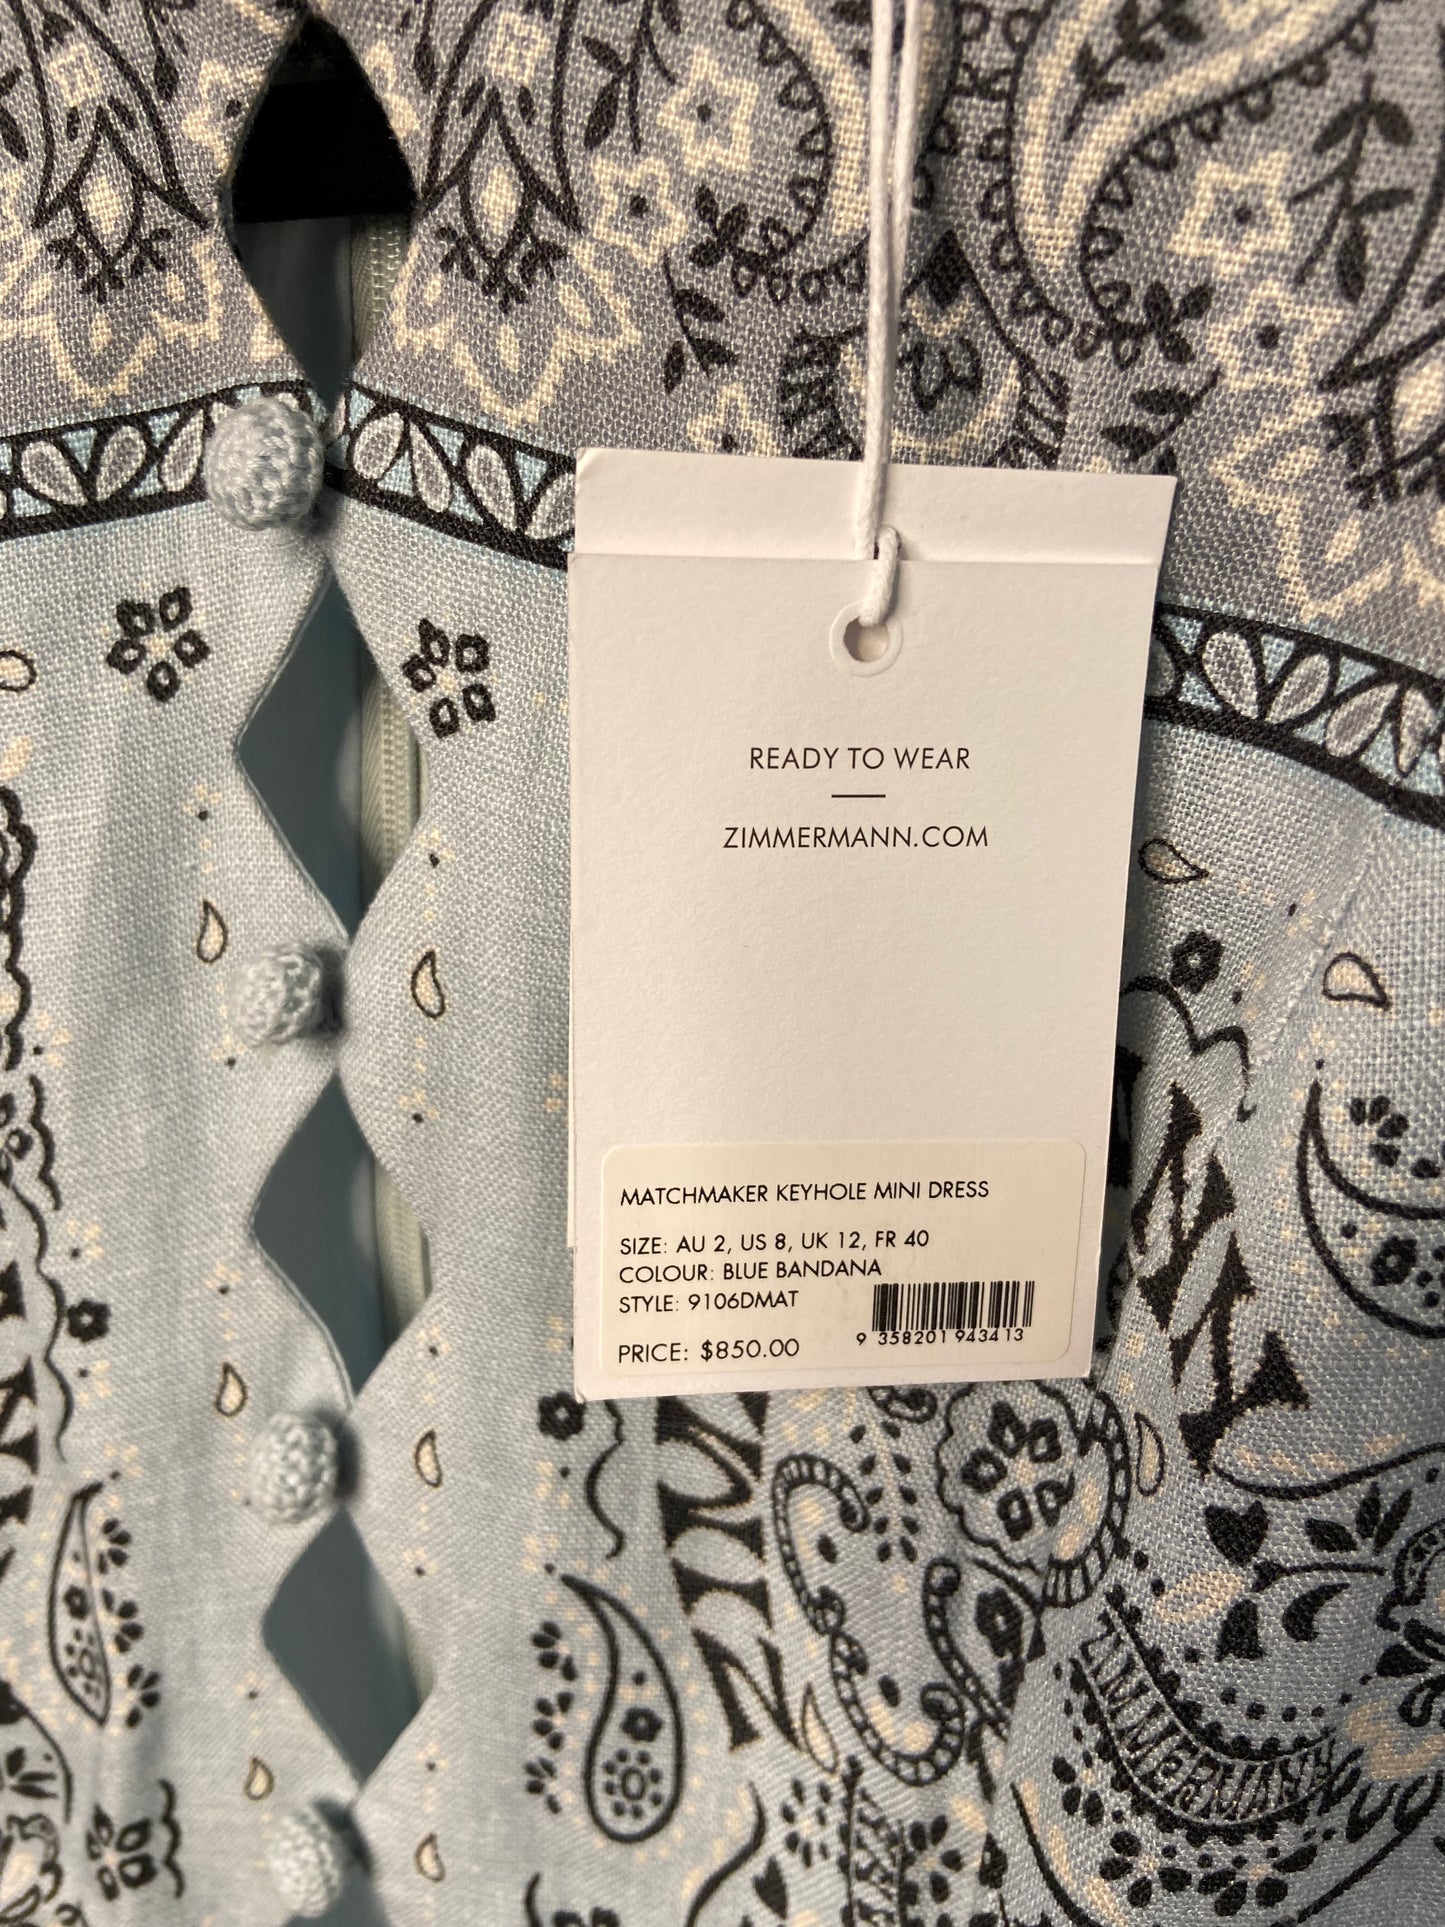 READY TO WEAR
ZIMMERMANN.COM
MATCHMAKER KEYHOLE MINI DRESS
SIZE: AU 2, US 8, UK 12, FR 40
COLOUR: BLUE BANDANA
STYLE: 9106DMAT
9 358201 943413
PRICE: $850.00
ZIMM
ZIMMERMANN